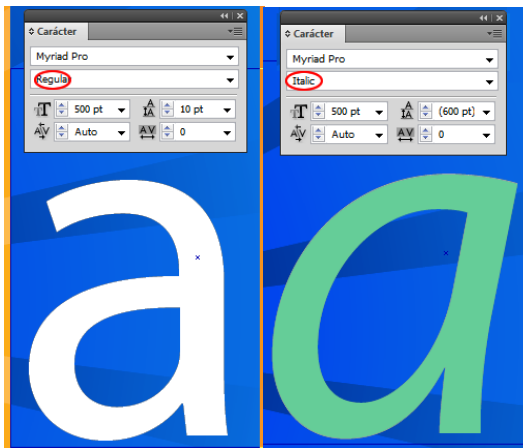 Carácter
Myriad Pro
Regular
500 pt
10 pt
Auto
0
a
Carácter
Myriad Pro
Italic
500 pt
(600 pt)
Auto
0
a